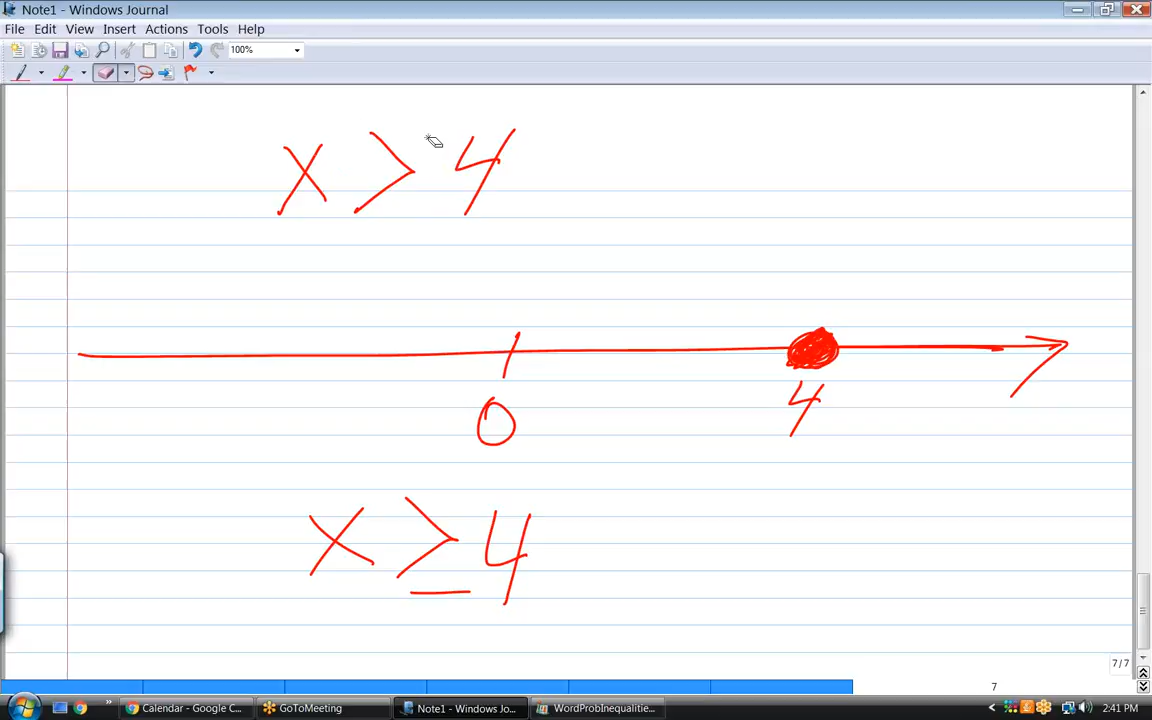 Note1 - Windows Journal
File Edit View Insert Actions Tools Help
100%
x > 4
0 4
x ≥ 4
7/7
7
Calendar - Google C... GoToMeeting Note1 - Windows Jo... WordProbInequalitie... 2:41 PM